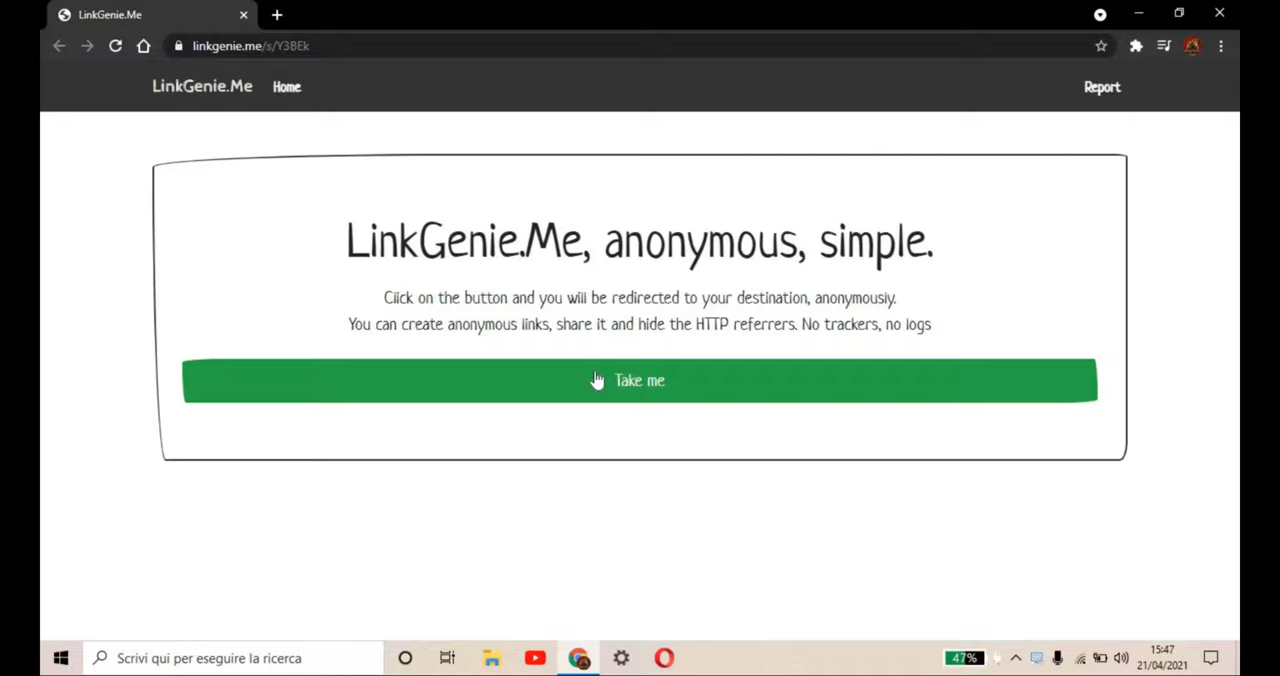 LinkGenie.Me
linkgenie.me/s/Y3BEk
LinkGenie.Me Home Report
LinkGenie.Me, anonymous, simple.
Click on the button and you will be redirected to your destination, anonymously.
You can create anonymous links, share it and hide the HTTP referrers. No trackers, no logs
Take me
Scrivi qui per eseguire la ricerca
47%
15:47
21/04/2021